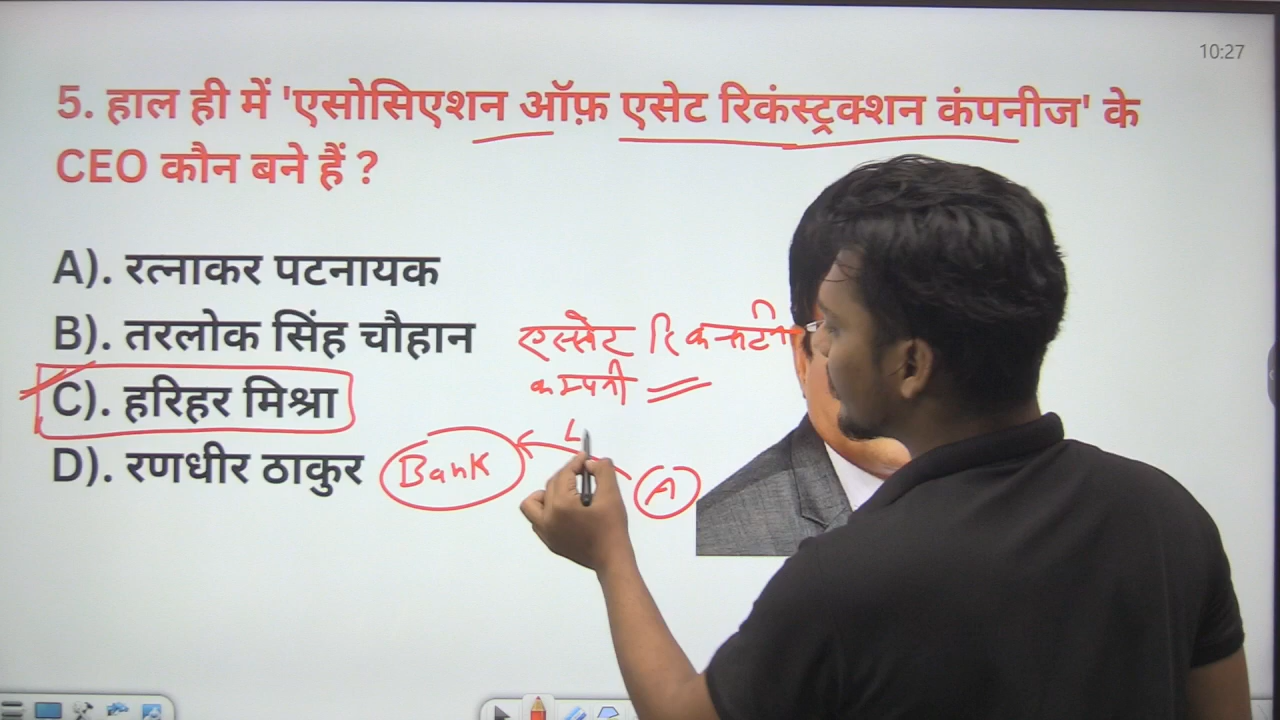 10:27
5. हाल ही में 'एसोसिएशन ऑफ़ एसेट रिकंस्ट्रक्शन कंपनीज' के
CEO कौन बने हैं ?
A). रत्नाकर पटनायक
B). तरलोक सिंह चौहान
C). हरिहर मिश्रा
D). रणधीर ठाकुर
एस्सेट
कम्पनी
L
Bank
A